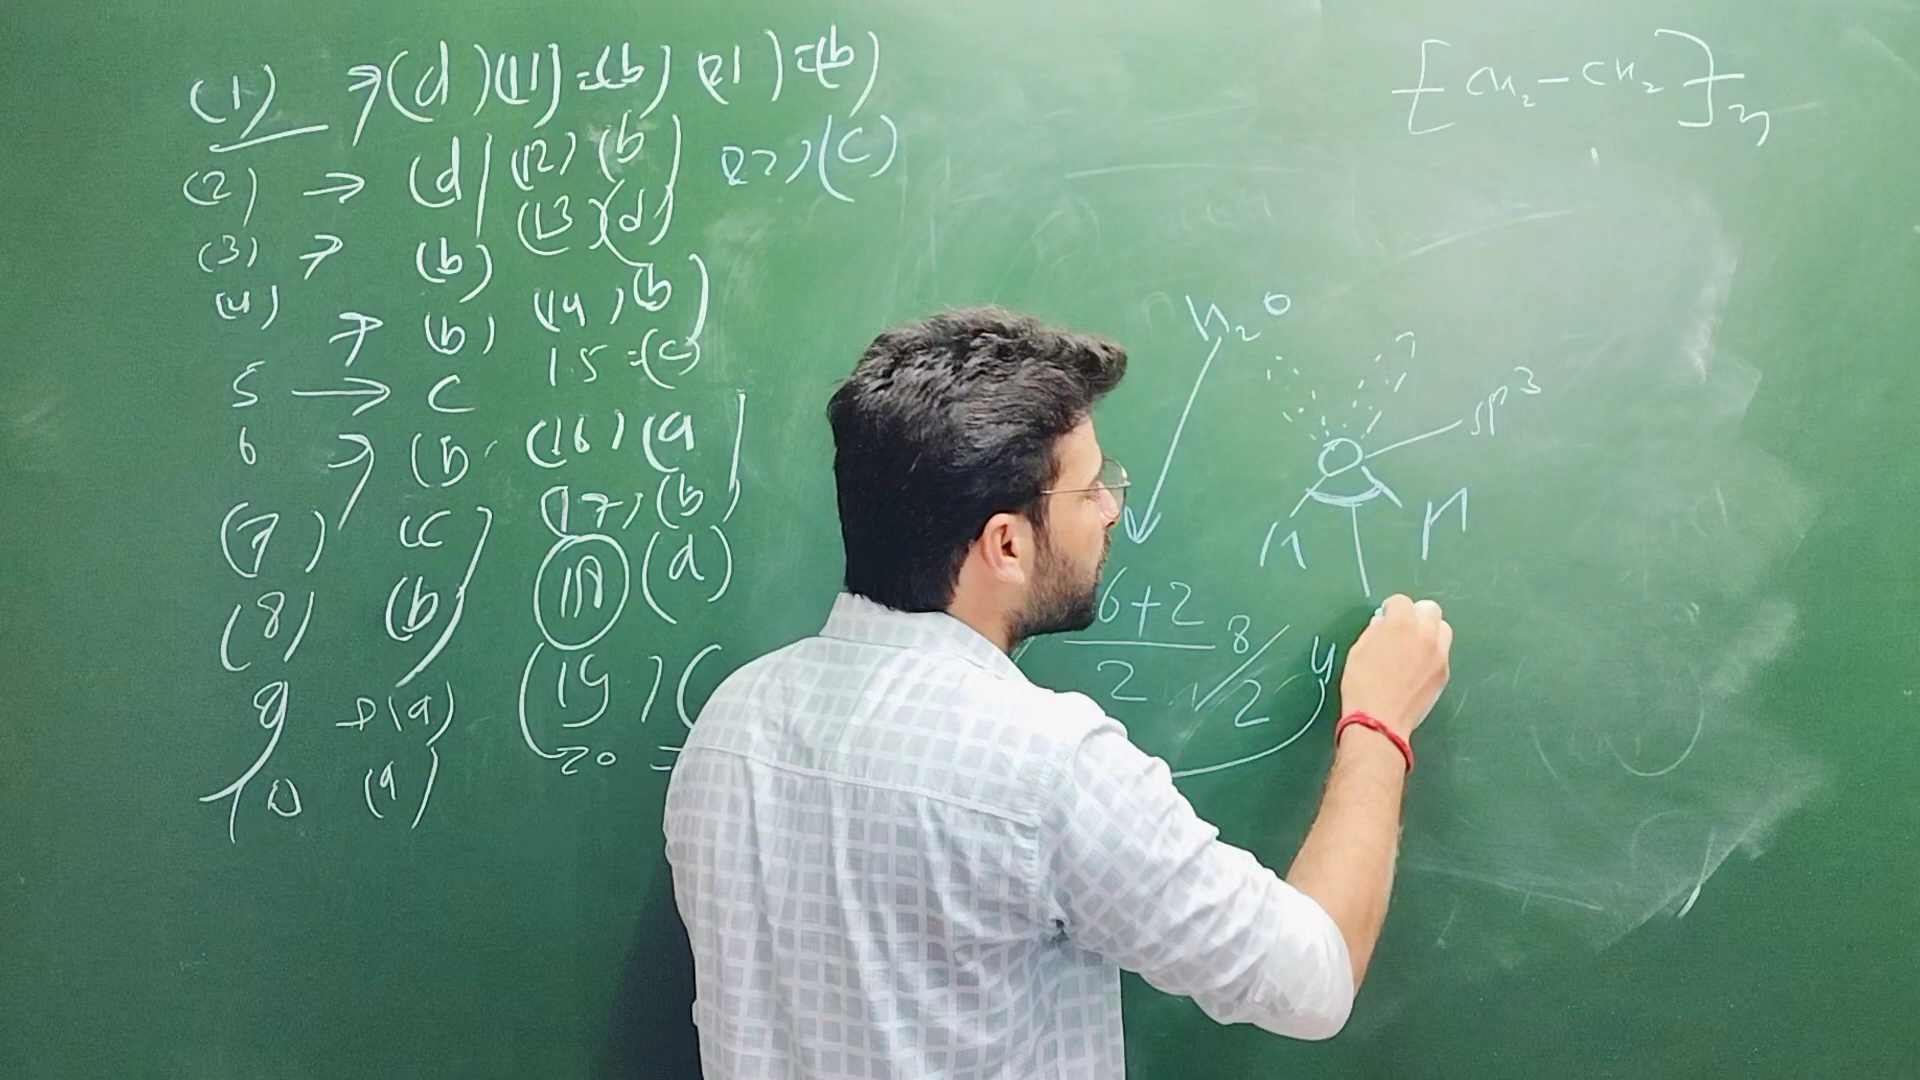 (1) → (d) (11) = (b) (21) = (b)
(2) → (d) (12) (b) (22) (c)
(13) (d)
(3) → (b)
(4) → (b) (14) (b)
5 → c 15 = (c)
6 → (b) (16) (a)
(7) (c) (17) (b)
(8) (b) (18) (d)
9 → (a) (19) (
10 (a) 20 =
[CH2-CH2]n
H2O
sp3
H H
6+2
2
8/2
4